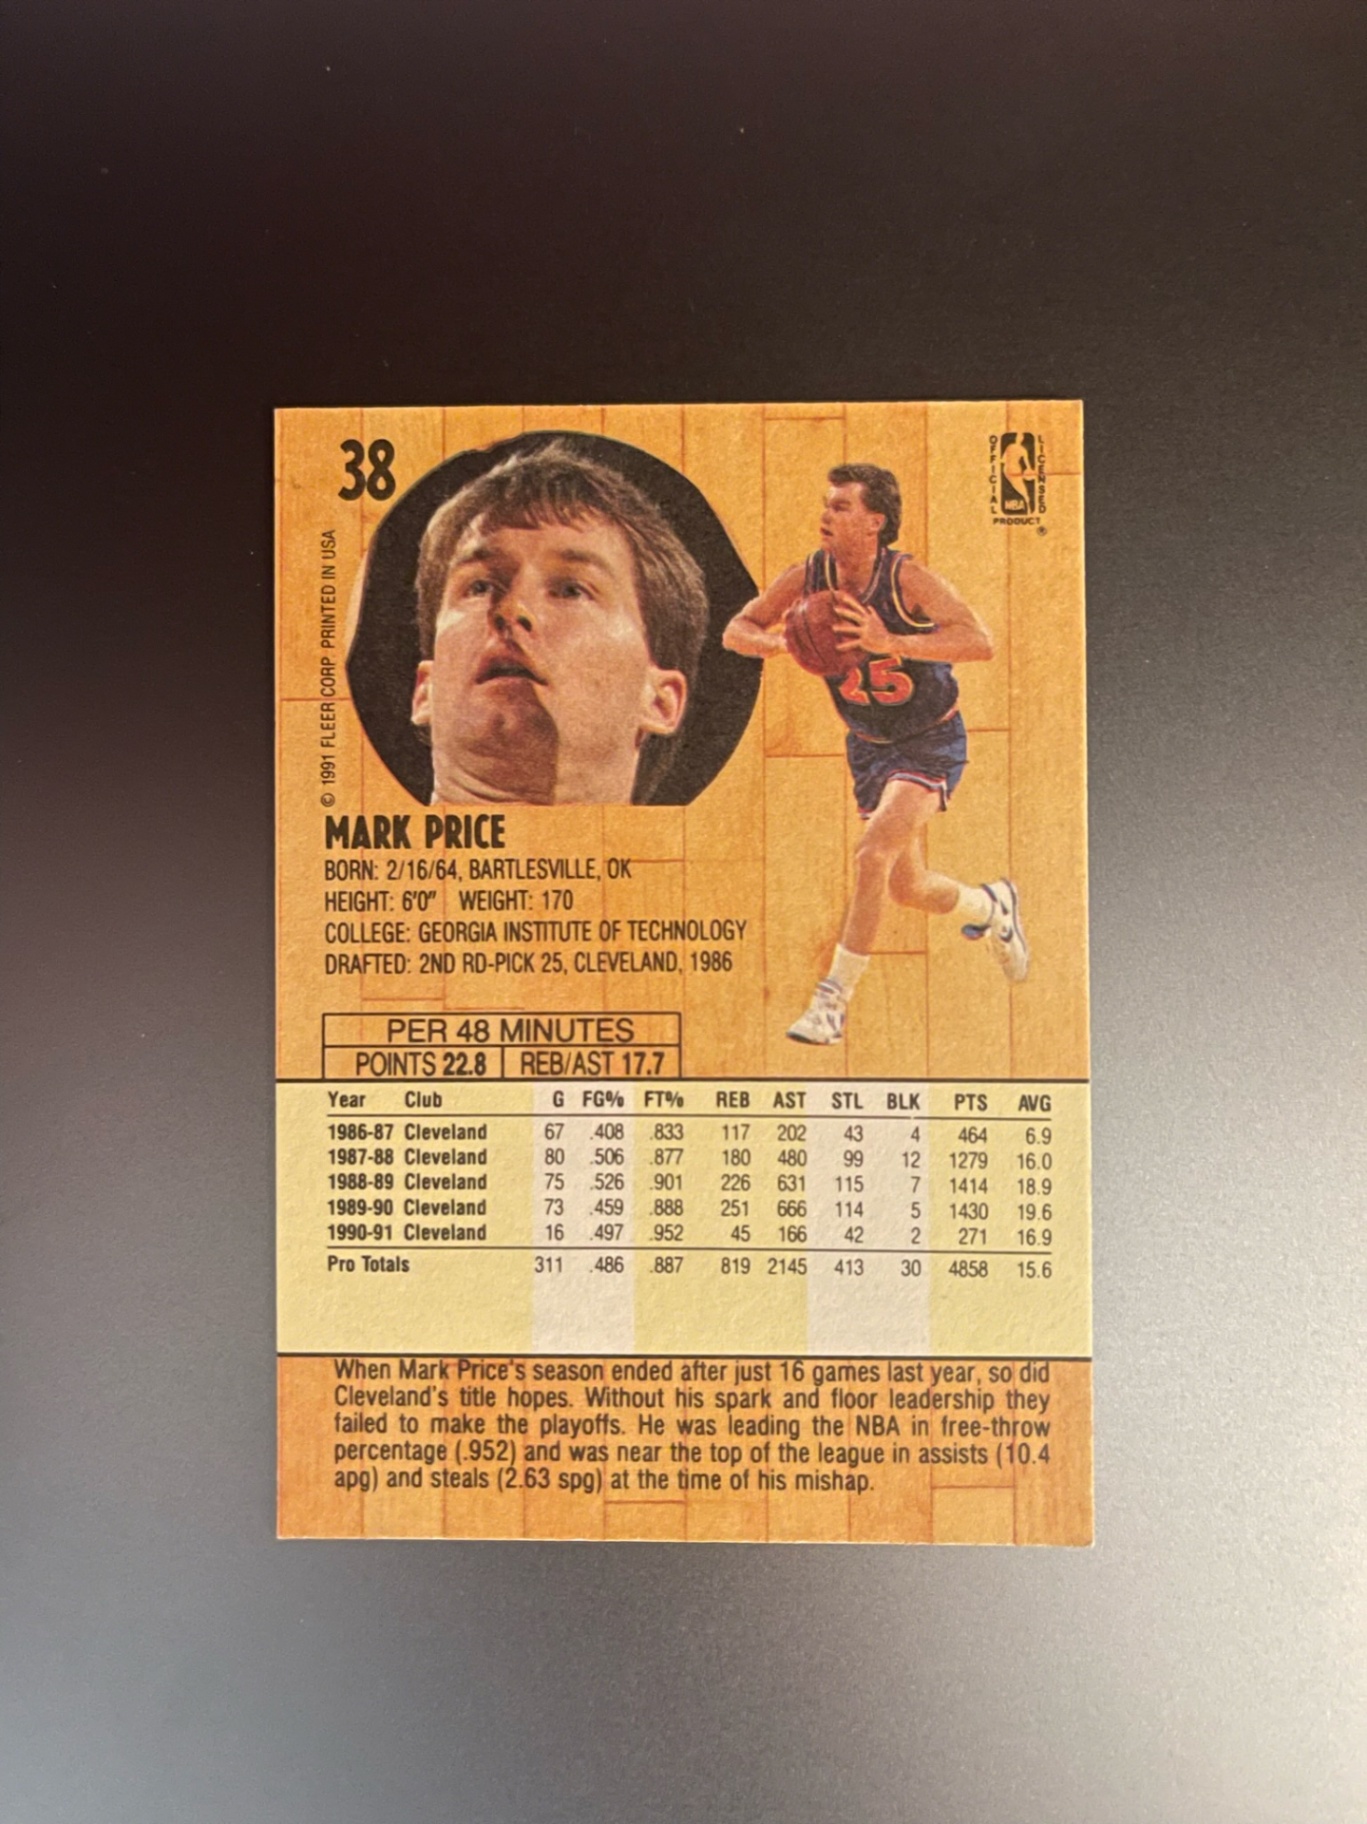 38
OFFICIAL LICENSED
NBA
PRODUCT
®
© 1991 FLEER CORP PRINTED IN USA
25
MARK PRICE
BORN: 2/16/64, BARTLESVILLE, OK
HEIGHT: 6'0" WEIGHT: 170
COLLEGE: GEORGIA INSTITUTE OF TECHNOLOGY
DRAFTED: 2ND RD-PICK 25, CLEVELAND, 1986
PER 48 MINUTES
POINTS 22.8 REB/AST 17.7
Year Club G FG% FT% REB AST STL BLK PTS AVG
1986-87 Cleveland 67 .408 .833 117 202 43 4 464 6.9
1987-88 Cleveland 80 .506 .877 180 480 99 12 1279 16.0
1988-89 Cleveland 75 .526 .901 226 631 115 7 1414 18.9
1989-90 Cleveland 73 .459 .888 251 666 114 5 1430 19.6
1990-91 Cleveland 16 .497 .952 45 166 42 2 271 16.9
Pro Totals 311 .486 .887 819 2145 413 30 4858 15.6
When Mark Price's season ended after just 16 games last year, so did
Cleveland's title hopes. Without his spark and floor leadership they
failed to make the playoffs. He was leading the NBA in free-throw
percentage (.952) and was near the top of the league in assists (10.4
apg) and steals (2.63 spg) at the time of his mishap.